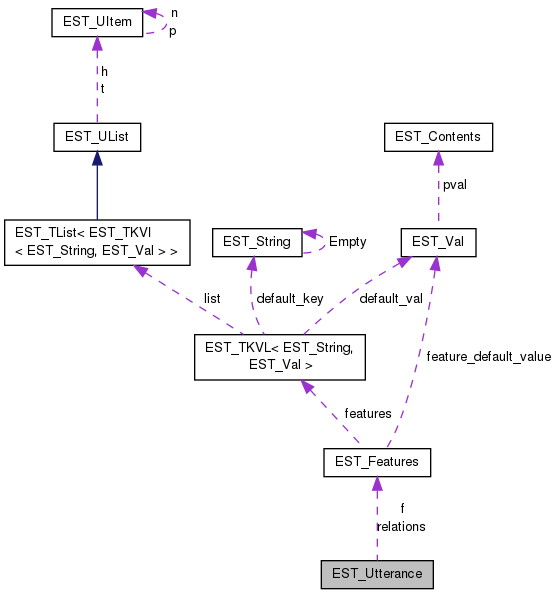 EST_UItem
n
p
h
t
EST_UList
EST_Contents
pval
EST_TList< EST_TKVI
< EST_String, EST_Val > >
EST_String
Empty
EST_Val
list
default_key
default_val
EST_TKVL< EST_String,
EST_Val >
feature_default_value
features
EST_Features
f
relations
EST_Utterance